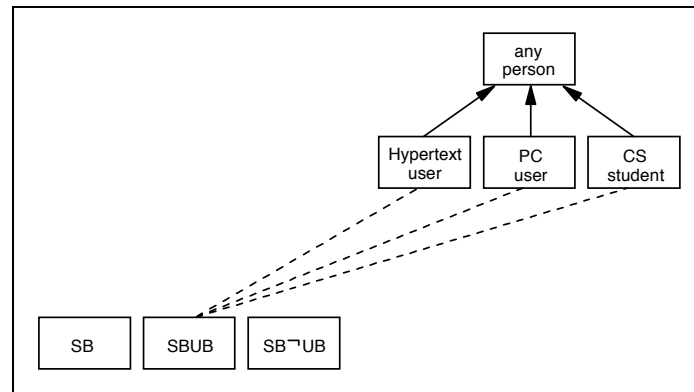 any
person
Hypertext
user
PC
user
CS
student
SB
SBUB
SB¬UB